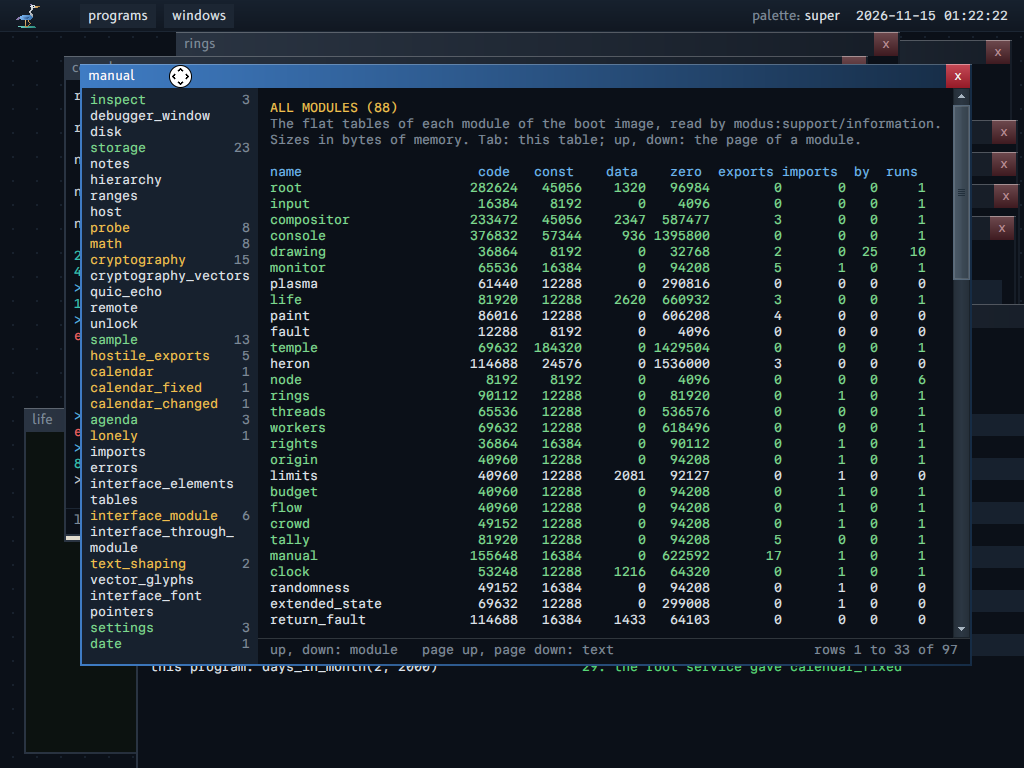 programs windows palette: super 2026-11-15 01:22:22
rings x
x
manual x
inspect 3
debugger_window
disk
storage 23
notes
hierarchy
ranges
host
probe 8
math 8
cryptography 15
cryptography_vectors
quic_echo
remote
unlock
sample 13
hostile_exports 5
calendar 1
calendar_fixed 1
calendar_changed 1
agenda 3
lonely 1
imports
errors
interface_elements
tables
interface_module 6
interface_through_
module
text_shaping 2
vector_glyphs
interface_font
pointers
settings 3
date 1
ALL MODULES (88)
The flat tables of each module of the boot image, read by modus:support/information.
Sizes in bytes of memory. Tab: this table; up, down: the page of a module.
name code const data zero exports imports by runs
root 282624 45056 1320 96984 0 0 0 1
input 16384 8192 0 4096 0 0 0 1
compositor 233472 45056 2347 587477 3 0 0 1
console 376832 57344 936 1395800 0 0 0 1
drawing 36864 8192 0 32768 2 0 25 10
monitor 65536 16384 0 94208 5 1 0 1
plasma 61440 12288 0 290816 0 0 0 0
life 81920 12288 2620 660932 3 0 0 1
paint 86016 12288 0 606208 4 0 0 0
fault 12288 8192 0 4096 0 0 0 0
temple 69632 184320 0 1429504 0 0 0 1
heron 114688 24576 0 1536000 3 0 0 0
node 8192 8192 0 4096 0 0 0 6
rings 90112 12288 0 81920 0 1 0 1
threads 65536 12288 0 536576 0 0 0 1
workers 69632 12288 0 618496 0 0 0 1
rights 36864 16384 0 90112 0 1 0 1
origin 40960 12288 0 94208 0 1 0 1
limits 40960 12288 2081 92127 0 1 0 0
budget 40960 12288 0 94208 0 1 0 1
flow 40960 12288 0 94208 0 1 0 1
crowd 49152 12288 0 94208 0 1 0 1
tally 81920 12288 0 94208 5 1 0 1
manual 155648 16384 0 622592 17 1 0 1
clock 53248 12288 1216 64320 0 1 0 1
randomness 49152 16384 0 94208 0 1 0 0
extended_state 69632 12288 0 299008 0 1 0 0
return_fault 114688 16384 1433 64103 0 0 0 0
up, down: module page up, page down: text rows 1 to 33 of 97
x
x
x
x
life
this program: days_in_month(2, 2000) 29: the root service gave calendar_fixed